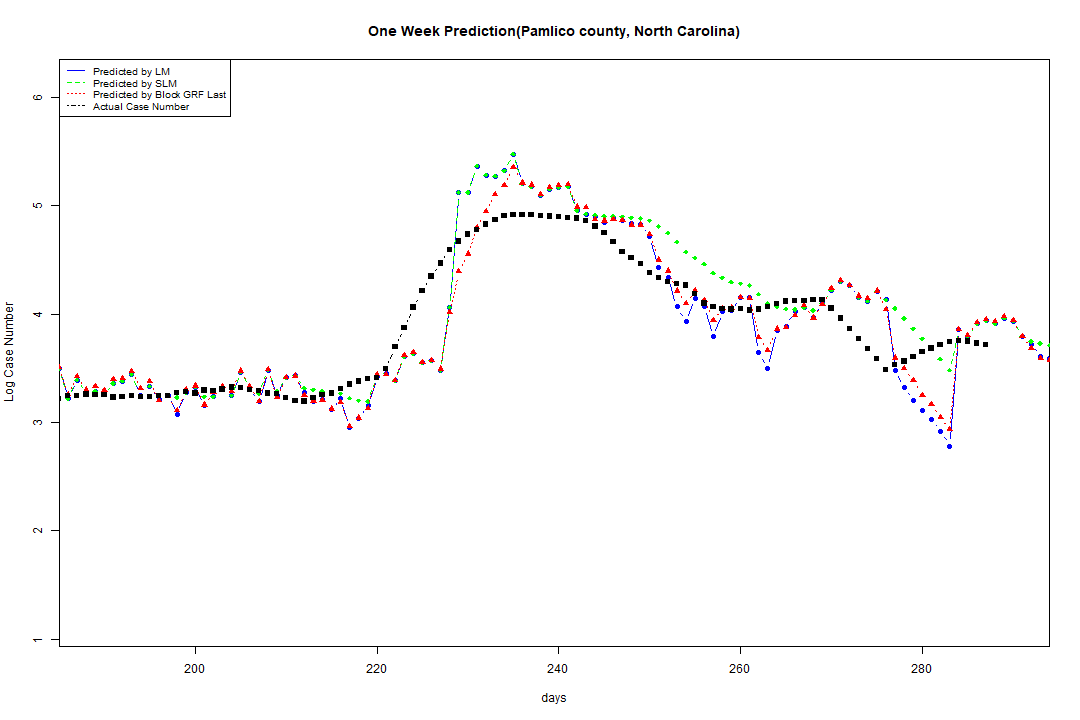 One Week Prediction(Pamlico county, North Carolina)
Predicted by LM
Predicted by SLM
Predicted by Block GRF Last
Actual Case Number
Log Case Number
6
5
4
3
2
1
200
220
240
260
280
days